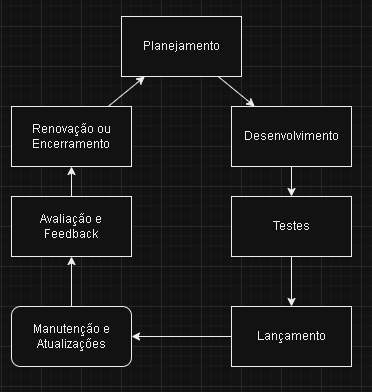 Planejamento
Renovação ou
Encerramento
Desenvolvimento
Avaliação e
Feedback
Testes
Manutenção e
Atualizações
Lançamento